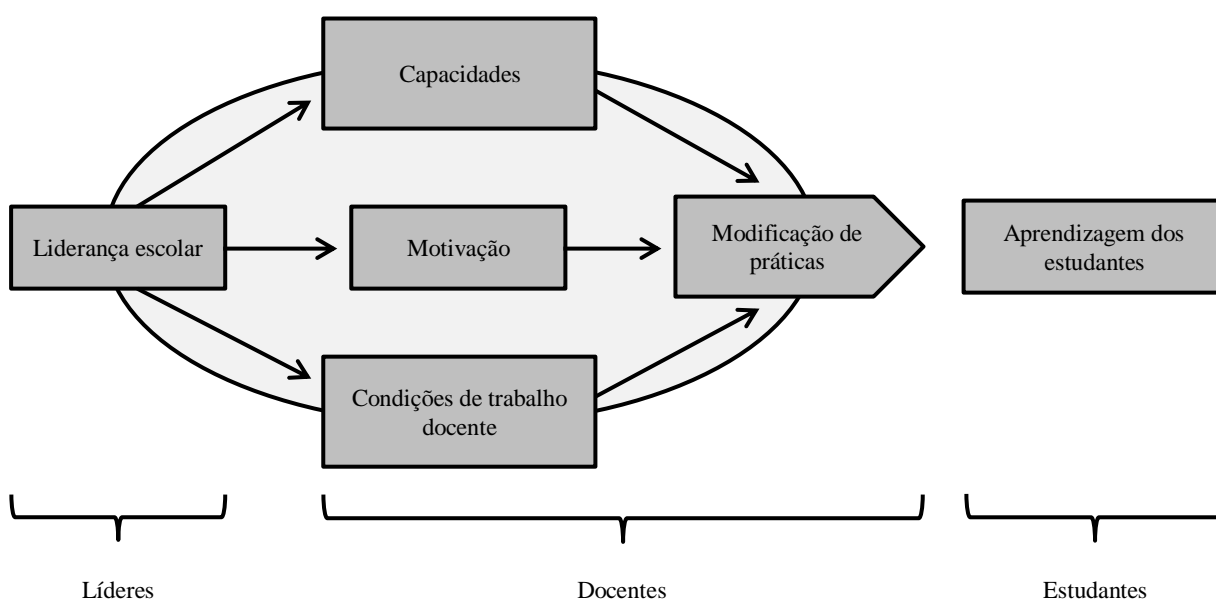 Capacidades
Liderança escolar
Motivação
Modificação de
práticas
Aprendizagem dos
estudantes
Condições de trabalho
docente
Líderes
Docentes
Estudantes